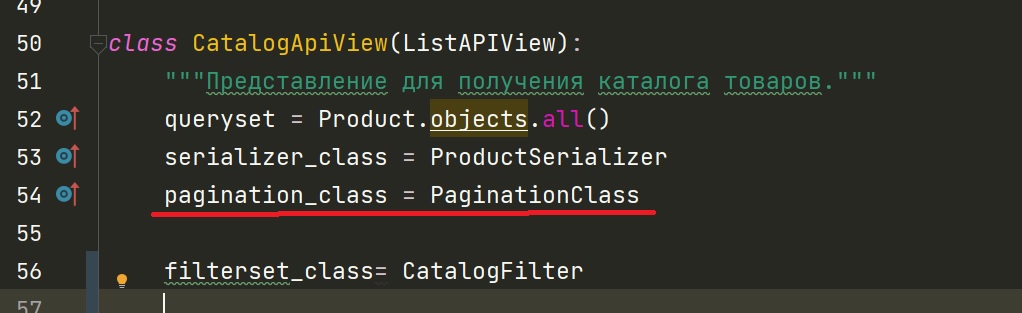 49
50 class CatalogApiView(ListAPIView):
51 """Представление для получения каталога товаров."""
52 queryset = Product.objects.all()
53 serializer_class = ProductSerializer
54 pagination_class = PaginationClass
55
56 filterset_class= CatalogFilter
57